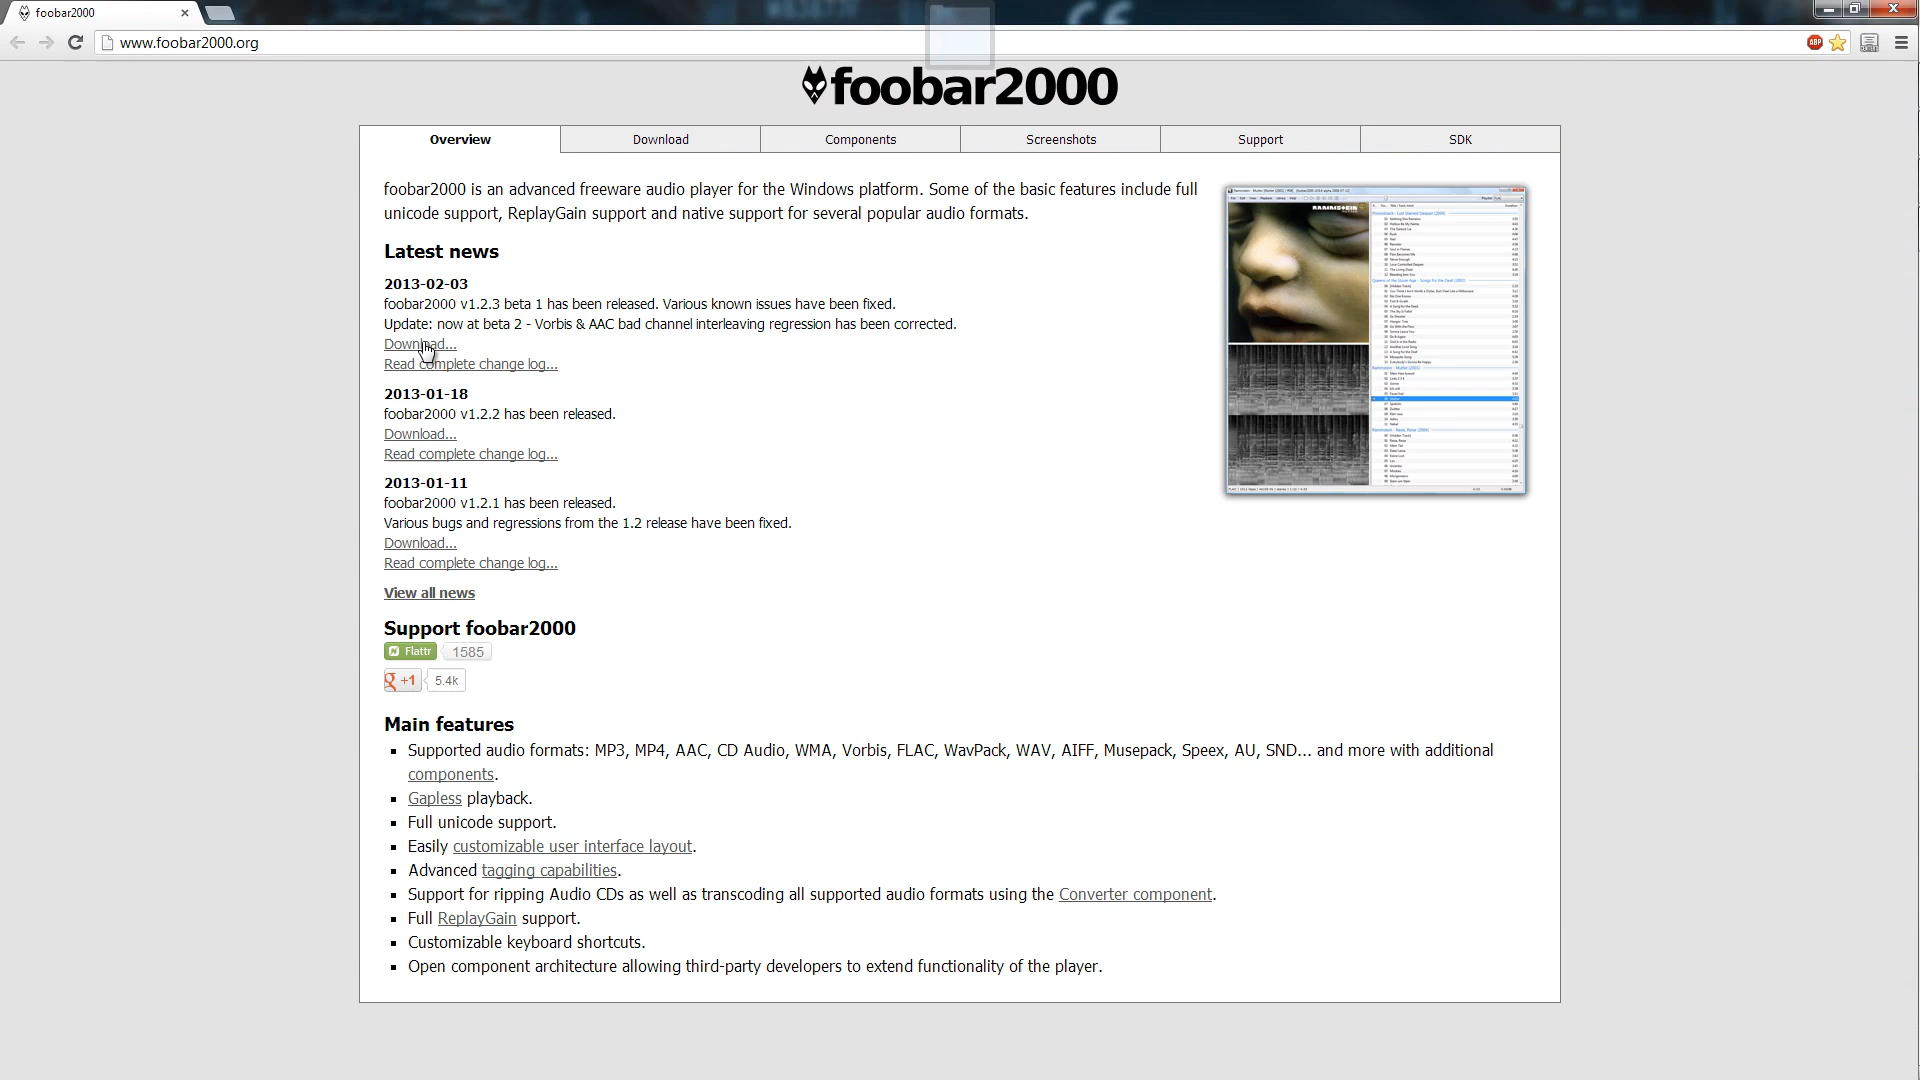 foobar2000
www.foobar2000.org
ABP
foobar2000
Overview
Download
Components
Screenshots
Support
SDK
foobar2000 is an advanced freeware audio player for the Windows platform. Some of the basic features include full
unicode support, ReplayGain support and native support for several popular audio formats.
Latest news
2013-02-03
foobar2000 v1.2.3 beta 1 has been released. Various known issues have been fixed.
Update: now at beta 2 - Vorbis & AAC bad channel interleaving regression has been corrected.
Download...
Read complete change log...
2013-01-18
foobar2000 v1.2.2 has been released.
Download...
Read complete change log...
2013-01-11
foobar2000 v1.2.1 has been released.
Various bugs and regressions from the 1.2 release have been fixed.
Download...
Read complete change log...
View all news
Support foobar2000
Flattr 1585
g +1 5.4k
Main features
▪ Supported audio formats: MP3, MP4, AAC, CD Audio, WMA, Vorbis, FLAC, WavPack, WAV, AIFF, Musepack, Speex, AU, SND... and more with additional
components.
▪ Gapless playback.
▪ Full unicode support.
▪ Easily customizable user interface layout.
▪ Advanced tagging capabilities.
▪ Support for ripping Audio CDs as well as transcoding all supported audio formats using the Converter component.
▪ Full ReplayGain support.
▪ Customizable keyboard shortcuts.
▪ Open component architecture allowing third-party developers to extend functionality of the player.
RAMMSTEIN